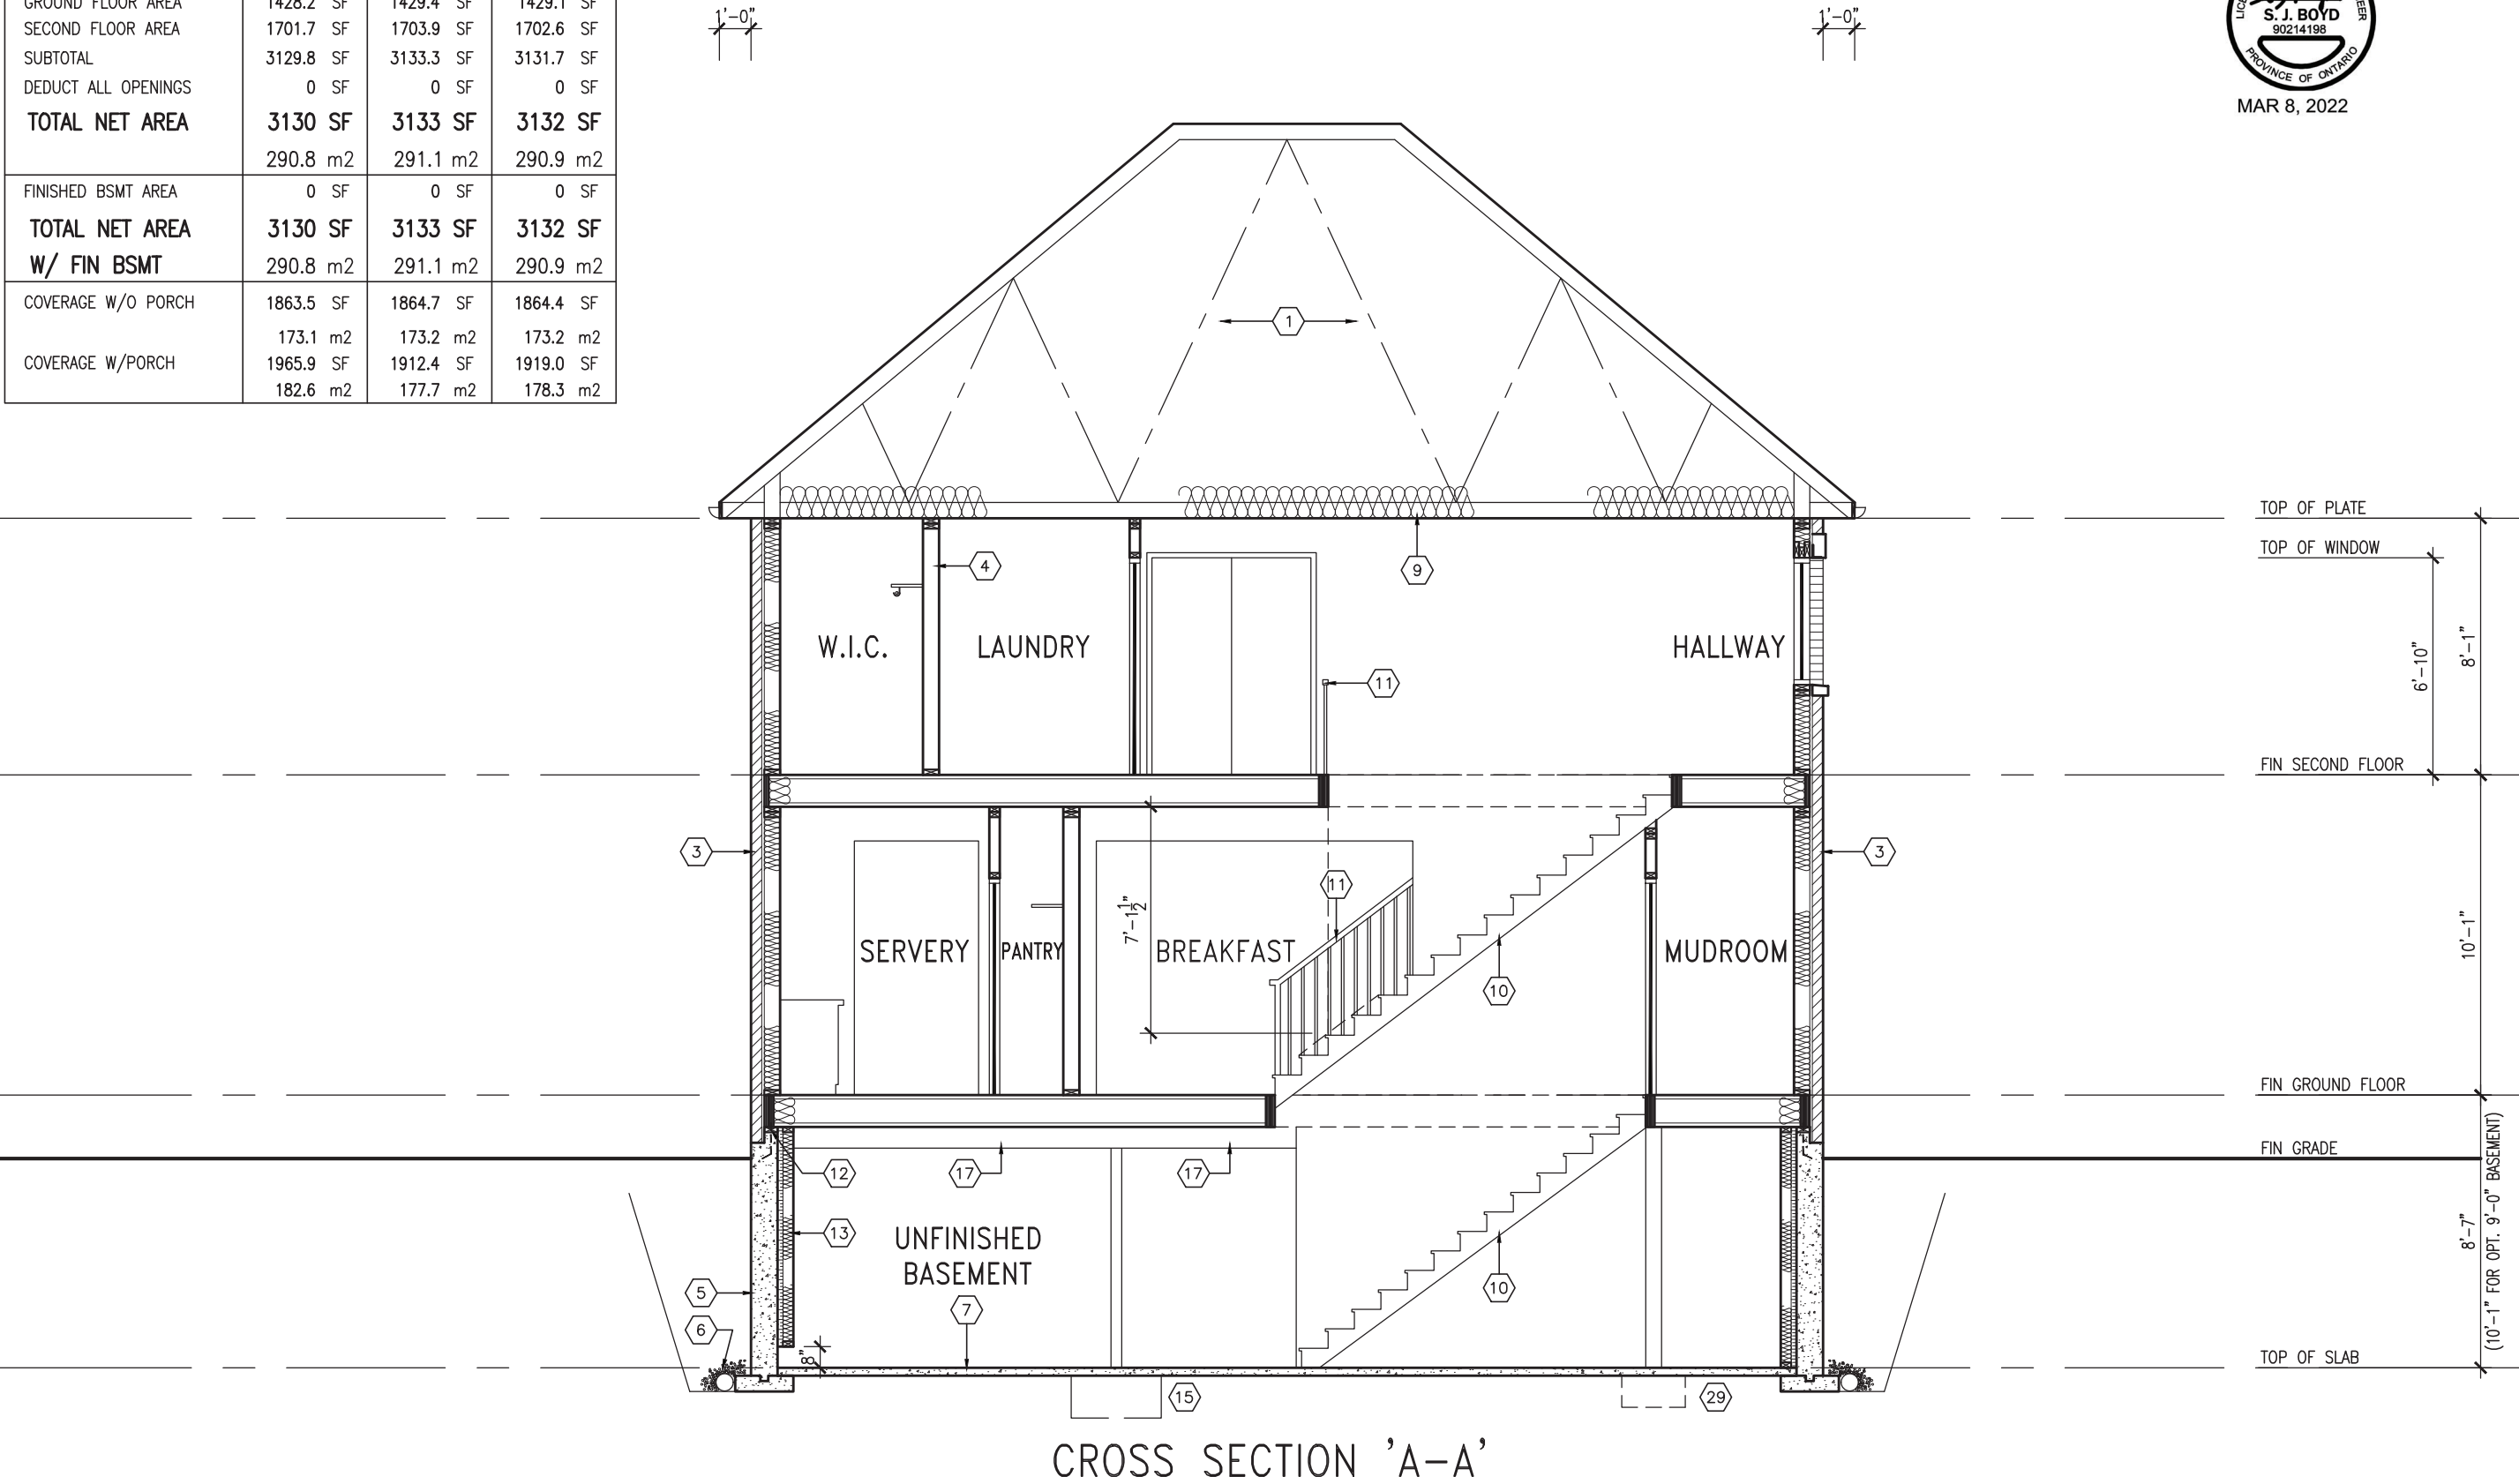 GROUND FLOOR AREA 1428.2 SF 1429.4 SF 1429.1 SF
SECOND FLOOR AREA 1701.7 SF 1703.9 SF 1702.6 SF
SUBTOTAL 3129.8 SF 3133.3 SF 3131.7 SF
DEDUCT ALL OPENINGS 0 SF 0 SF 0 SF
TOTAL NET AREA 3130 SF 3133 SF 3132 SF
290.8 m2 291.1 m2 290.9 m2
FINISHED BSMT AREA 0 SF 0 SF 0 SF
TOTAL NET AREA 3130 SF 3133 SF 3132 SF
W/ FIN BSMT 290.8 m2 291.1 m2 290.9 m2
COVERAGE W/O PORCH 1863.5 SF 1864.7 SF 1864.4 SF
173.1 m2 173.2 m2 173.2 m2
COVERAGE W/PORCH 1965.9 SF 1912.4 SF 1919.0 SF
182.6 m2 177.7 m2 178.3 m2
1'-0"
1'-0"
S. J. BOYD
90214198
PROVINCE OF ONTARIO
MAR 8, 2022
1
TOP OF PLATE
TOP OF WINDOW
4
9
W.I.C.
LAUNDRY
HALLWAY
11
6'-10"
8'-1"
FIN SECOND FLOOR
3
3
11
7'-1 1/2"
SERVERY
PANTRY
BREAKFAST
MUDROOM
10
10'-1"
FIN GROUND FLOOR
FIN GRADE
12
17
17
13
UNFINISHED
BASEMENT
10
5
7
6
8"
8'-7"
(10'-1" FOR OPT. 9'-0" BASEMENT)
TOP OF SLAB
15
29
CROSS SECTION 'A-A'